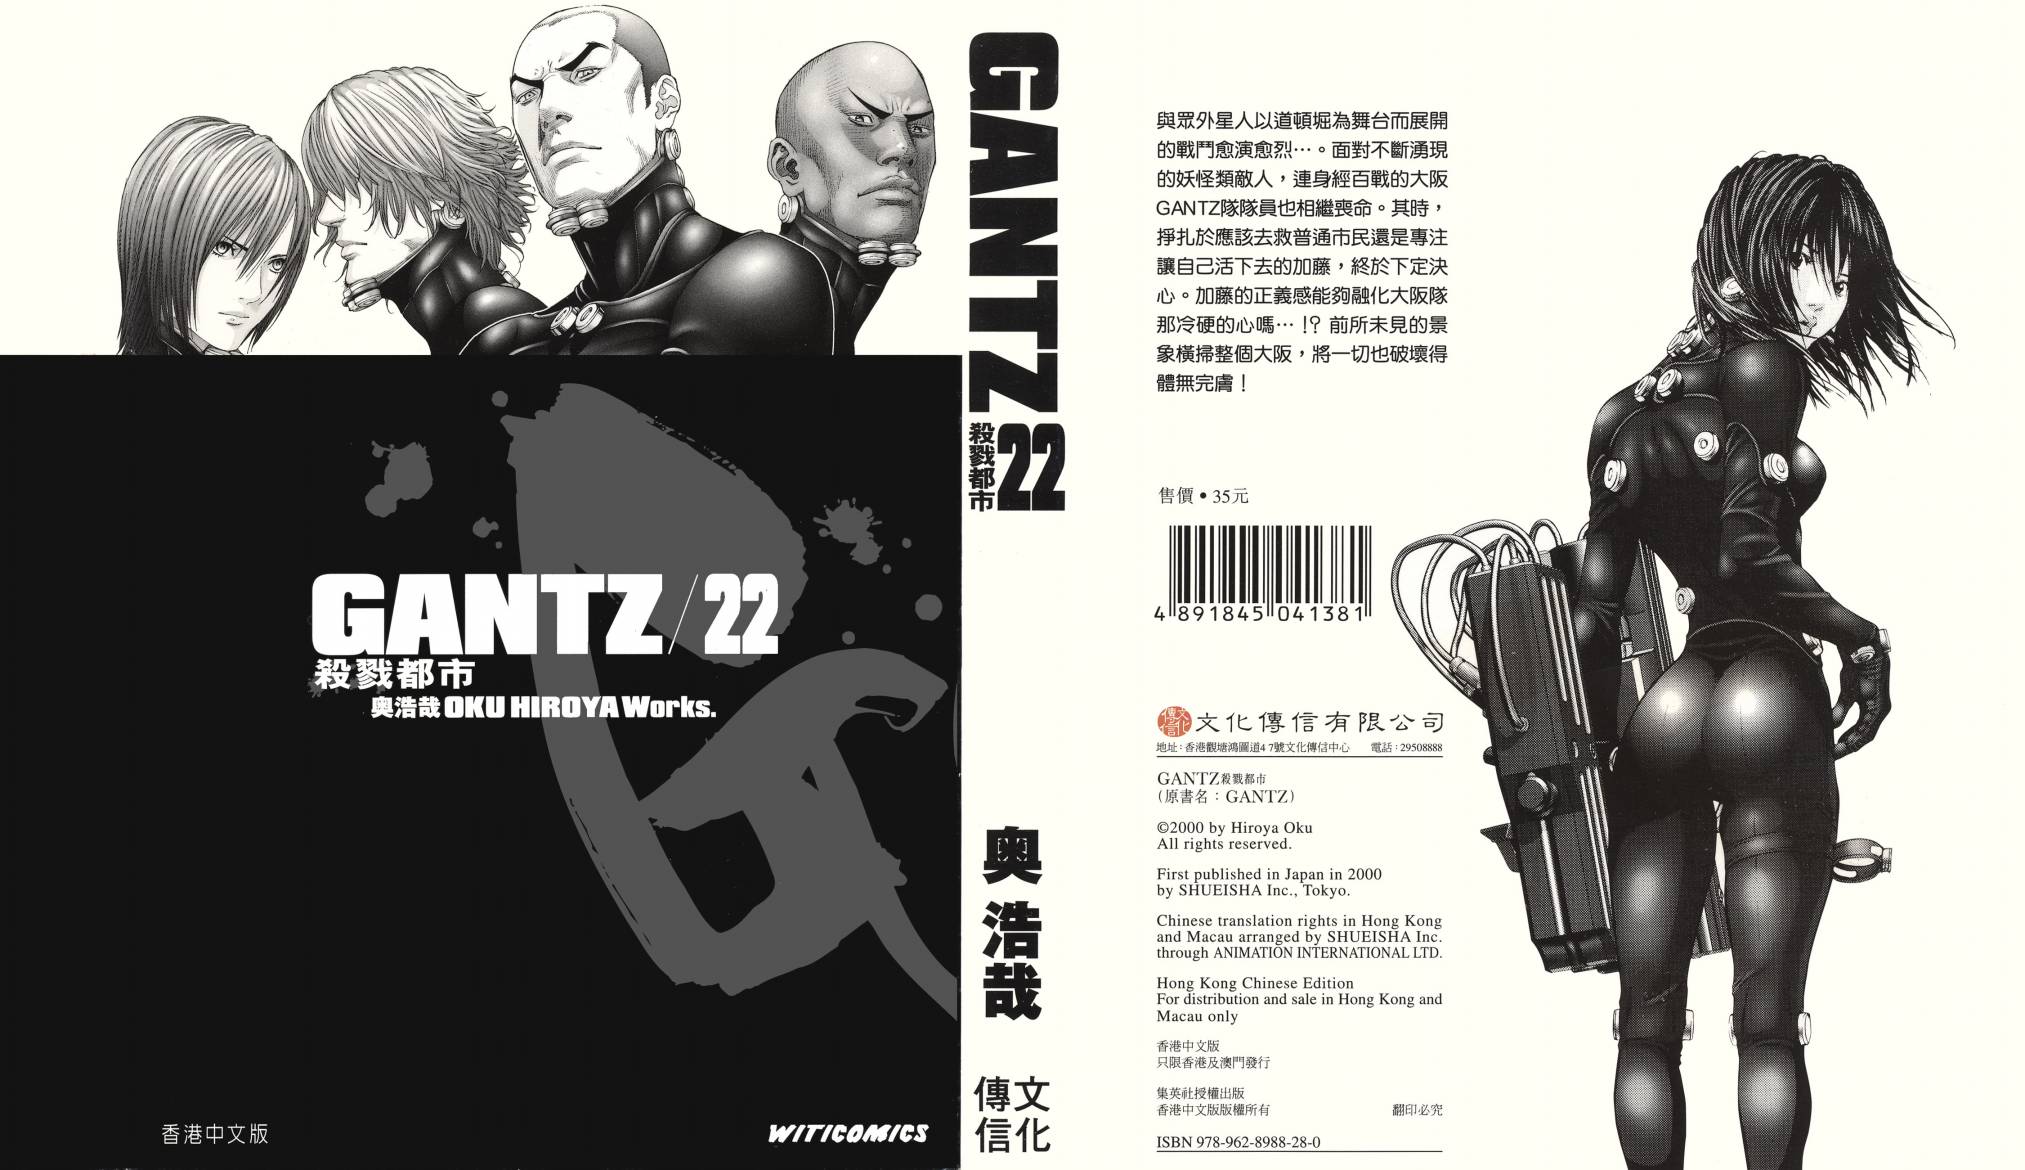 GANTZ/22
殺戮都市
奧浩哉 OKU HIROYA Works.
香港中文版
WITICOMICS
GANTZ
殺戮都市
22
奧浩哉
文化傳信
與眾外星人以道頓堀為舞台而展開
的戰鬥愈演愈烈…。面對不斷湧現
的妖怪類敵人，連身經百戰的大阪
GANTZ隊隊員也相繼喪命。其時，
掙扎於應該去救普通市民還是專注
讓自己活下去的加藤，終於下定決
心。加藤的正義感能夠融化大阪隊
那冷硬的心嗎…!? 前所未見的景
象橫掃整個大阪，將一切也破壞得
體無完膚！
售價•35元
4 891845 041381
文化傳信
文化傳信有限公司
地址：香港觀塘鴻圖道47號文化傳信中心 電話：29508888
GANTZ殺戮都市
（原書名：GANTZ）
©2000 by Hiroya Oku
All rights reserved.
First published in Japan in 2000
by SHUEISHA Inc., Tokyo.
Chinese translation rights in Hong Kong
and Macau arranged by SHUEISHA Inc.
through ANIMATION INTERNATIONAL LTD.
Hong Kong Chinese Edition
For distribution and sale in Hong Kong and
Macau only
香港中文版
只限香港及澳門發行
集英社授權出版
香港中文版版權所有 翻印必究
ISBN 978-962-8988-28-0